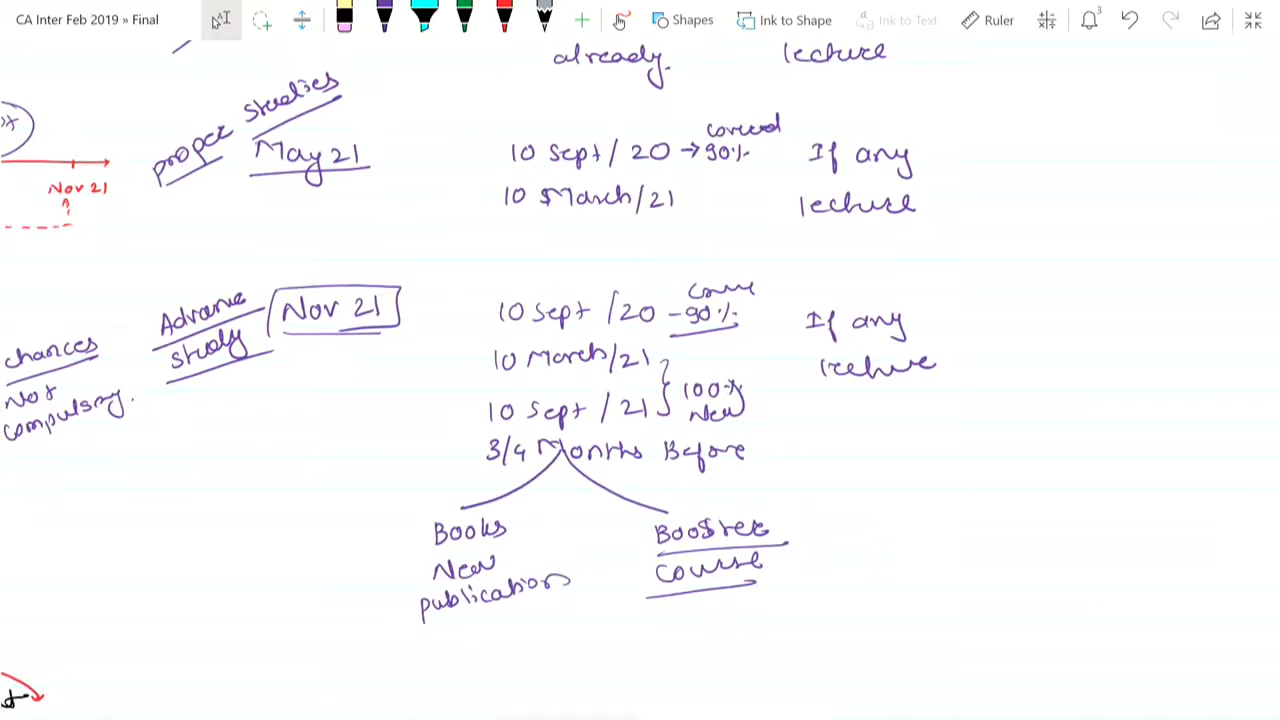 CA Inter Feb 2019 » Final
Shapes
Ink to Shape
Ink to Text
Ruler
3
already.
lecture
proper studies
May 21
10 Sept / 20 → 90%
covered
If any
lecture
10 March / 21
Nov 21
Advance
study
Nov 21
10 Sept / 20 - 90%
If any
lecture
10 March / 21
10 Sept / 21
100%
New
3/4 Months Before
chances
Not
compulsory.
Books
New
publications
Booster
course